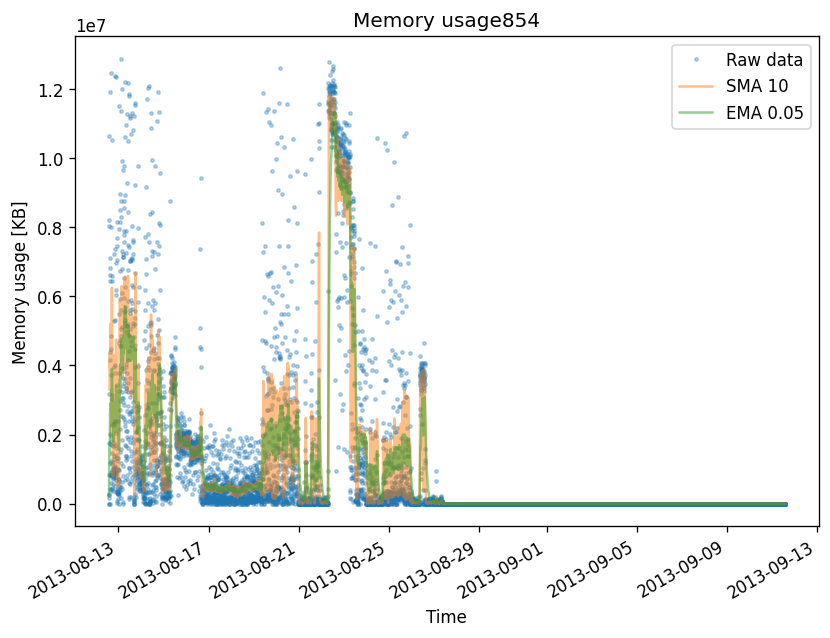 Memory usage854
1e7
Raw data
SMA 10
EMA 0.05
1.2
1.0
0.8
0.6
0.4
0.2
0.0
Memory usage [KB]
2013-08-13
2013-08-17
2013-08-21
2013-08-25
2013-08-29
2013-09-01
2013-09-05
2013-09-09
2013-09-13
Time